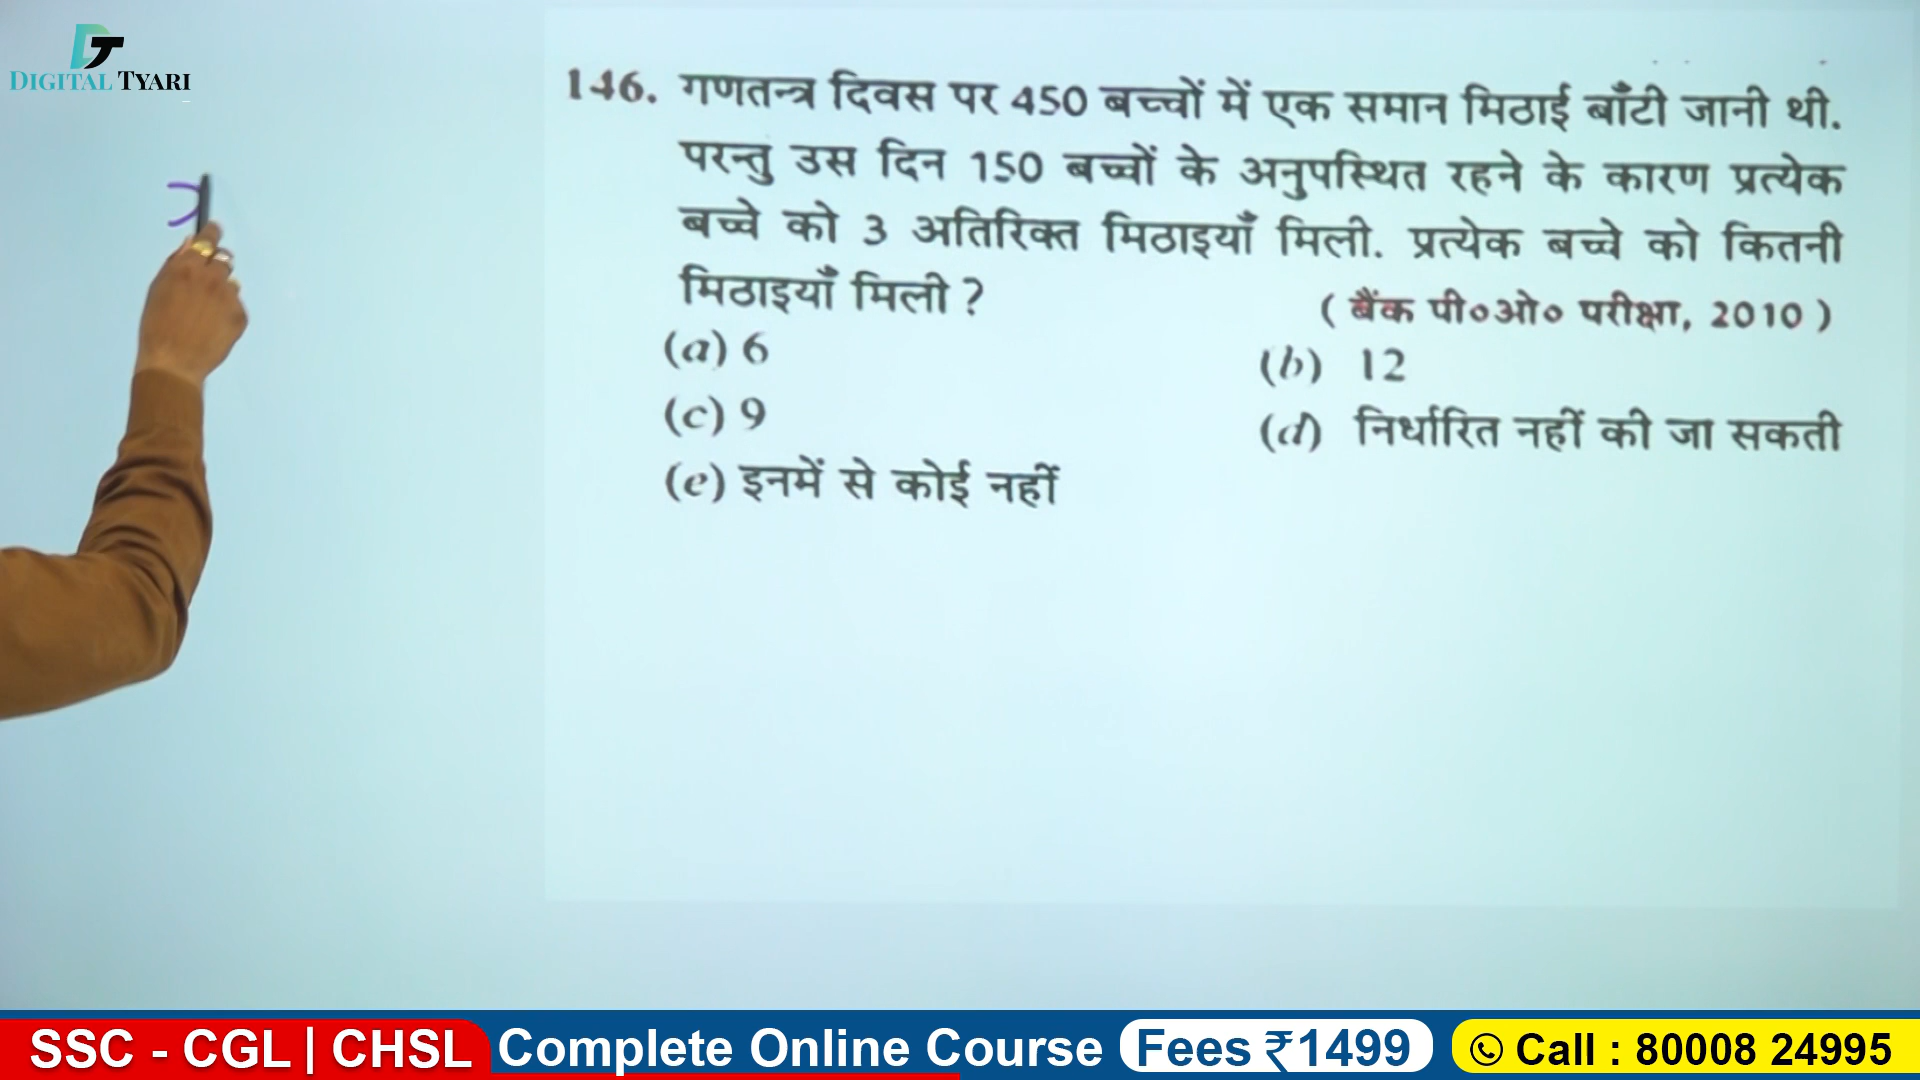 DT
DIGITAL TYARI
146. गणतन्त्र दिवस पर 450 बच्चों में एक समान मिठाई बाँटी जानी थी.
परन्तु उस दिन 150 बच्चों के अनुपस्थित रहने के कारण प्रत्येक
बच्चे को 3 अतिरिक्त मिठाइयाँ मिली. प्रत्येक बच्चे को कितनी
मिठाइयाँ मिली ?
( बैंक पी०ओ० परीक्षा, 2010 )
(a) 6
(b) 12
(c) 9
(d) निर्धारित नहीं की जा सकती
(e) इनमें से कोई नहीं
SSC - CGL | CHSL Complete Online Course Fees ₹1499 Call : 80008 24995